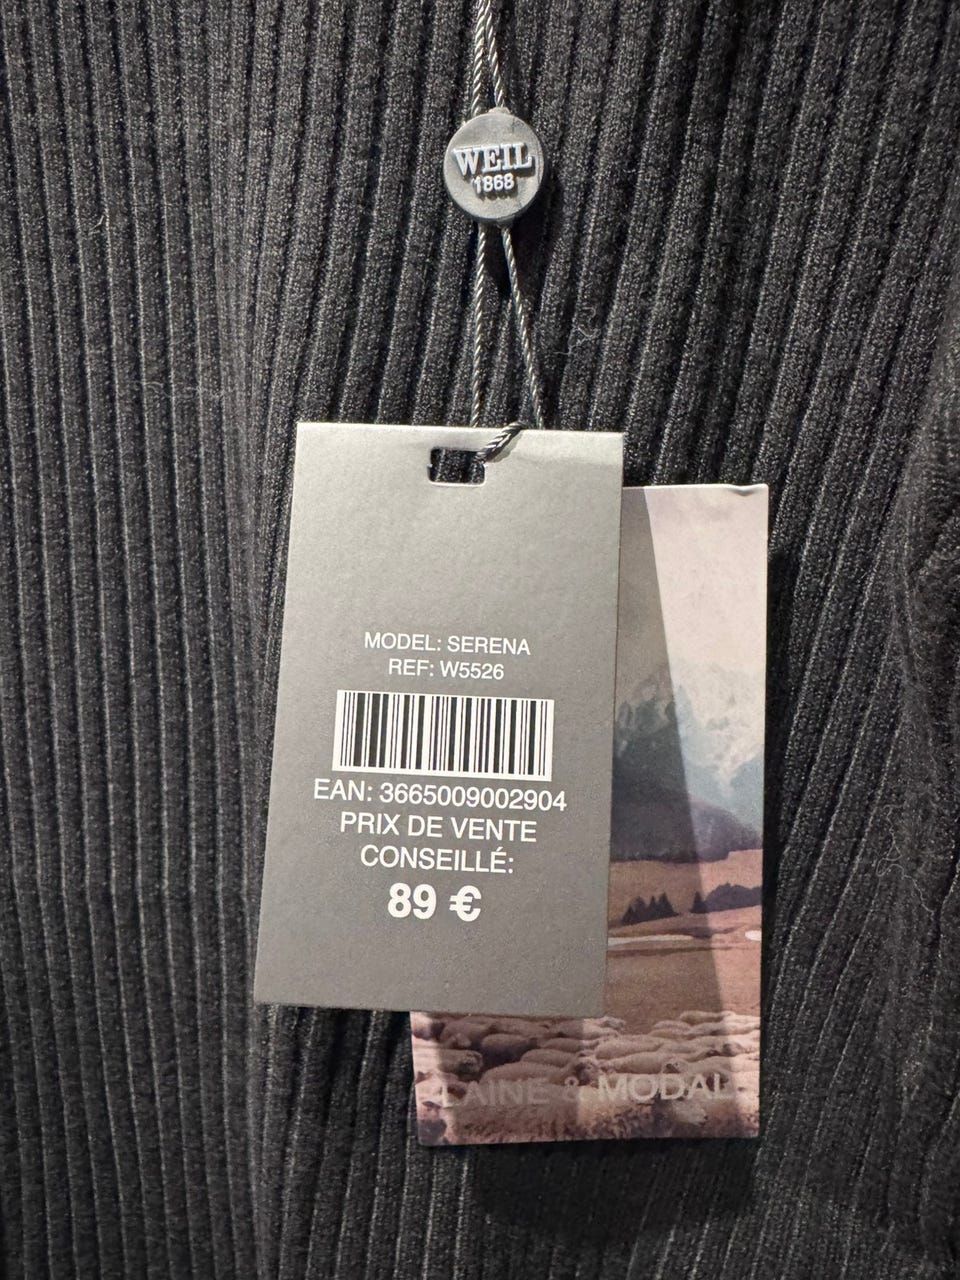 WEIL
1868
MODEL: SERENA
REF: W5526
EAN: 3665009002904
PRIX DE VENTE
CONSEILLÉ:
89 €
LAINE & MODAL